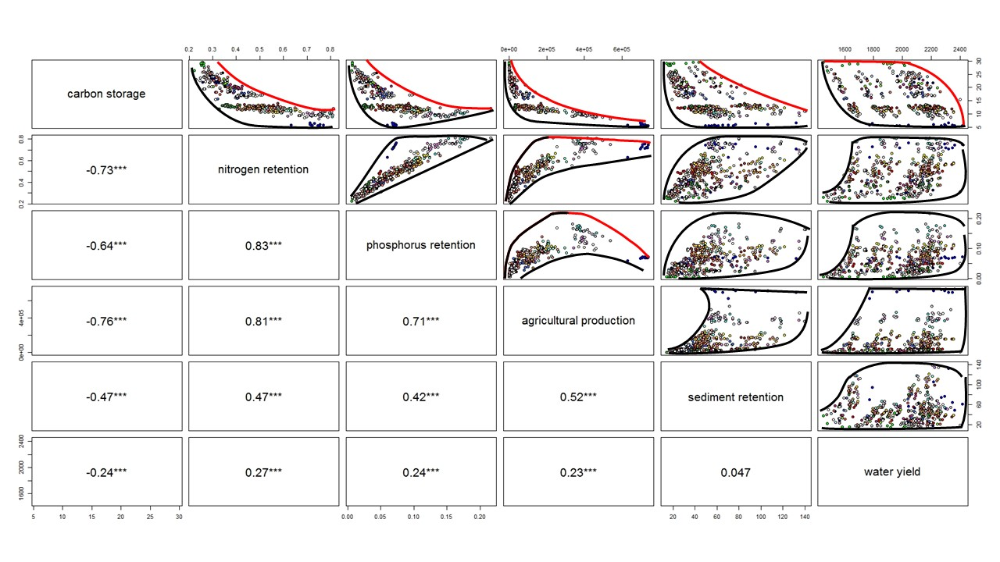 0.2 0.3 0.4 0.5 0.6 0.7 0.8 0e+00 2e+05 4e+05 6e+05 1600 1800 2000 2200 2400
carbon storage
5 10 15 20 25 30
0.2 0.4 0.6 0.8
-0.73***
nitrogen retention
-0.64***
0.83***
phosphorus retention
0.00 0.10 0.20
0e+00 4e+05
-0.76***
0.81***
0.71***
agricultural production
-0.47***
0.47***
0.42***
0.52***
sediment retention
20 60 100 140
1600 2000 2400
-0.24***
0.27***
0.24***
0.23***
0.047
water yield
5 10 15 20 25 30 0.00 0.05 0.10 0.15 0.20 20 40 60 80 100 120 140